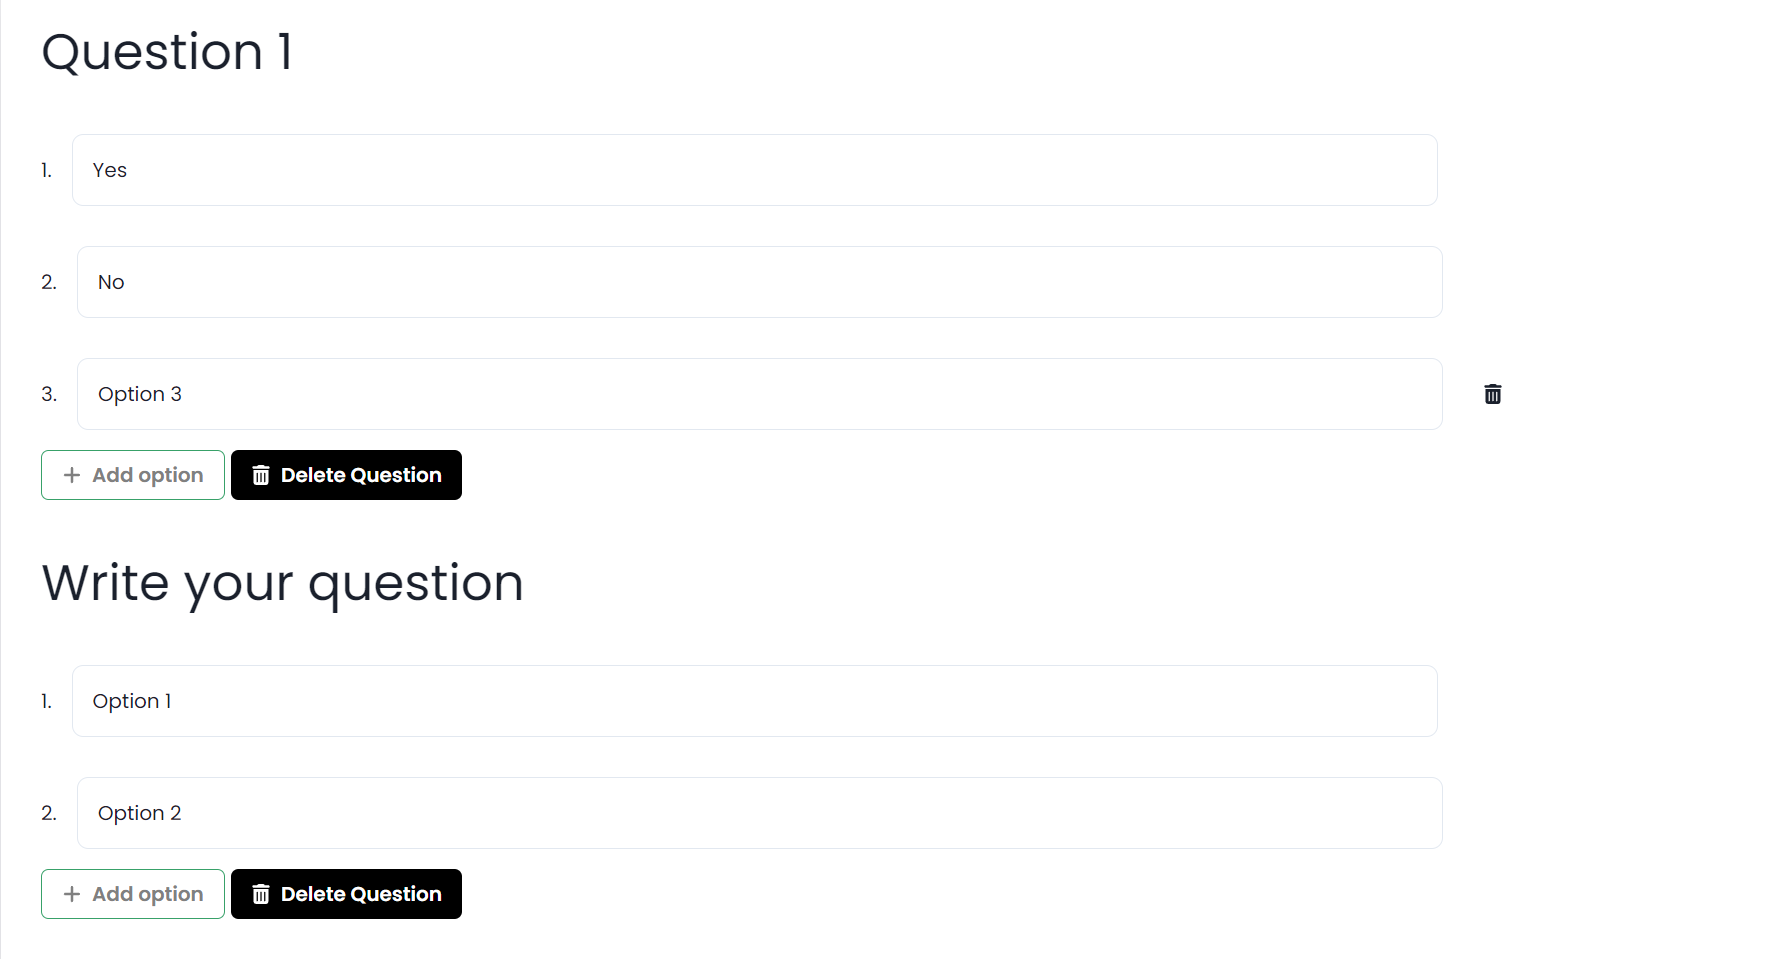 Question 1
1. Yes
2. No
3. Option 3
Add option Delete Question
Write your question
1. Option 1
2. Option 2
Add option Delete Question